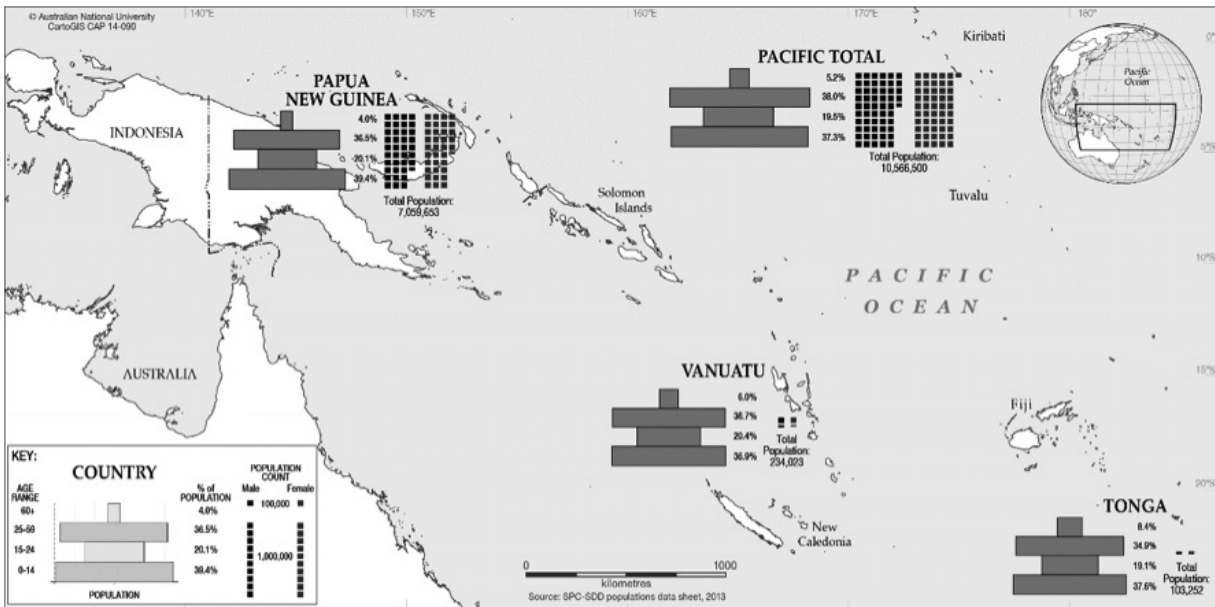 © Australian National University
CartoGIS CAP 14-090
140°E
150°E
160°E
170°E
180°
0°
5°S
10°S
15°S
20°S
Kiribati
Pacific
Ocean
PACIFIC TOTAL
5.2%
38.0%
19.5%
37.3%
Total Population:
10,566,500
PAPUA
NEW GUINEA
4.0%
36.5%
20.1%
39.4%
Total Population:
7,059,653
INDONESIA
Solomon
Islands
Tuvalu
PACIFIC
OCEAN
AUSTRALIA
VANUATU
6.0%
36.7%
20.4%
36.9%
Total
Population:
234,023
Fiji
New
Caledonia
TONGA
8.4%
34.9%
19.1%
37.6%
Total
Population:
103,252
KEY:
COUNTRY
AGE
RANGE
% of
POPULATION
POPULATION
COUNT
Male Female
60+ 4.0% 100,000
25-59 36.5%
15-24 20.1% 1,000,000
0-14 39.4%
POPULATION
0 1000
kilometres
Source: SPC-SDD populations data sheet, 2013